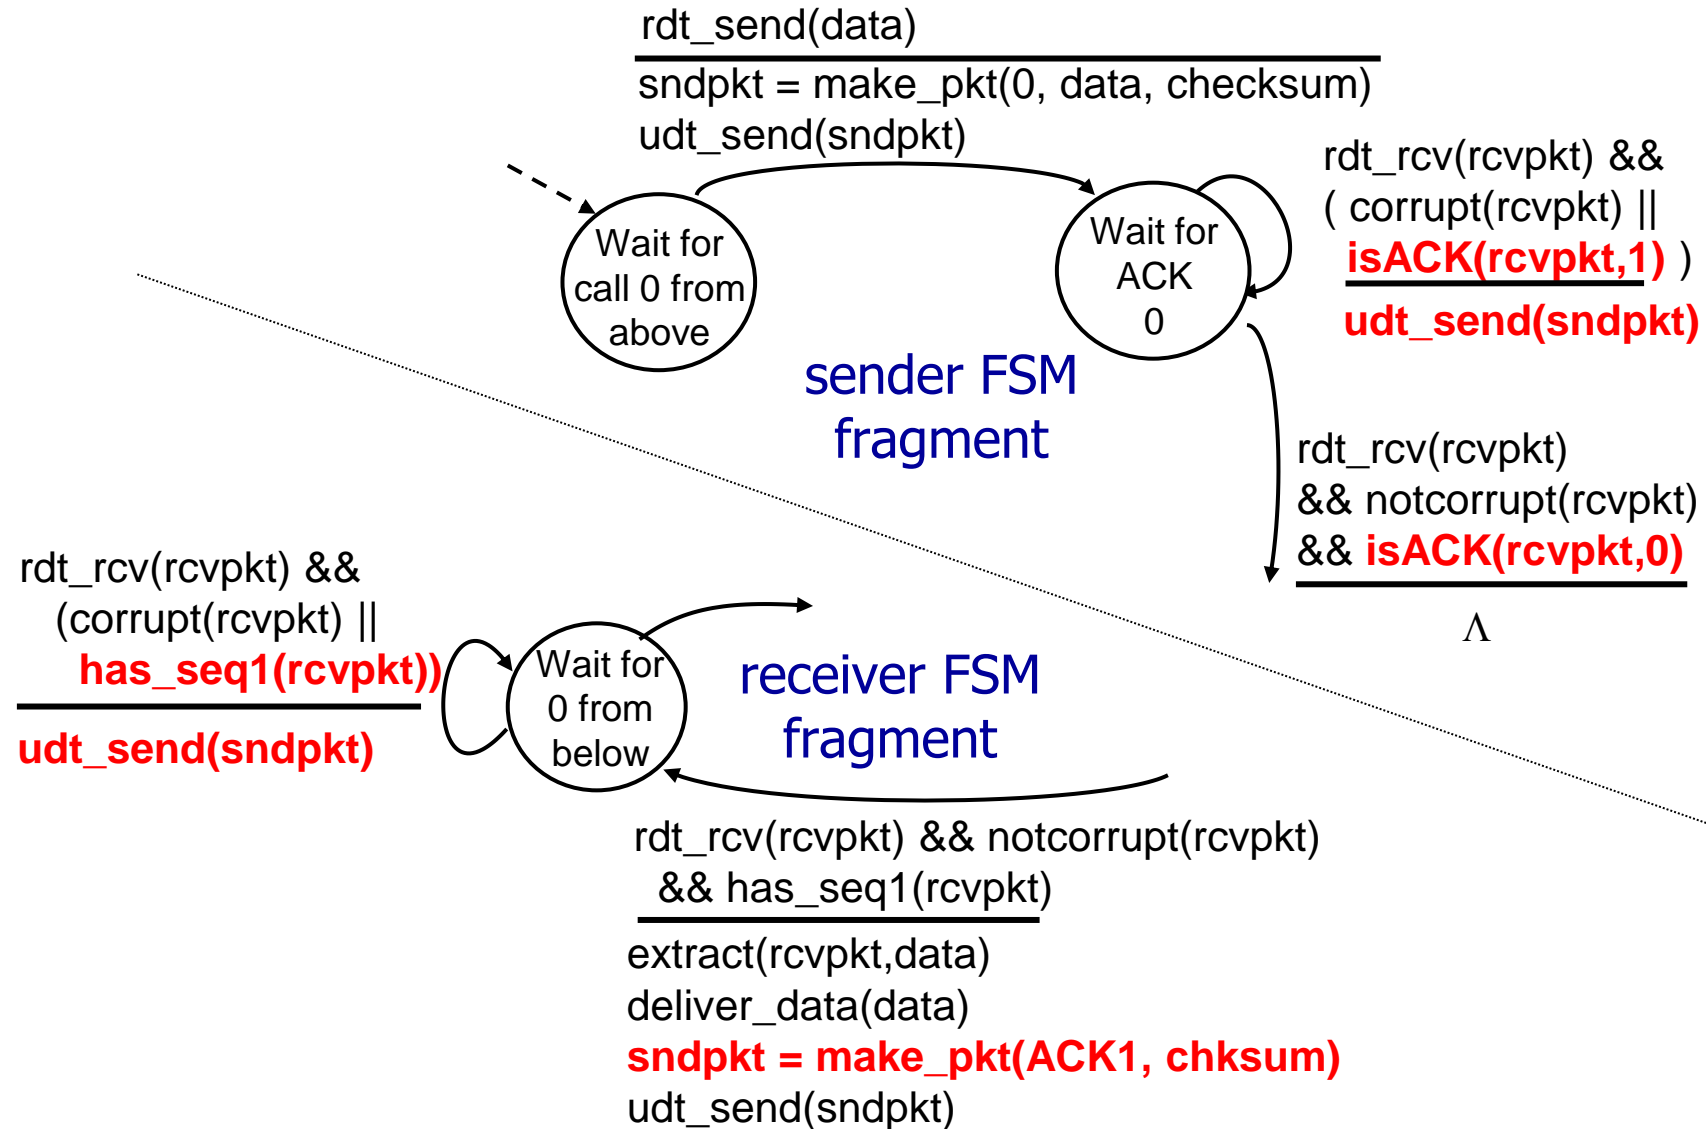 rdt_send(data)
sndpkt = make_pkt(0, data, checksum)
udt_send(sndpkt)
Wait for
call 0 from
above
Wait for
ACK
0
rdt_rcv(rcvpkt) &&
( corrupt(rcvpkt) ||
isACK(rcvpkt,1) )
udt_send(sndpkt)
sender FSM
fragment
rdt_rcv(rcvpkt)
&& notcorrupt(rcvpkt)
&& isACK(rcvpkt,0)
Λ
rdt_rcv(rcvpkt) &&
(corrupt(rcvpkt) ||
has_seq1(rcvpkt))
udt_send(sndpkt)
Wait for
0 from
below
receiver FSM
fragment
rdt_rcv(rcvpkt) && notcorrupt(rcvpkt)
&& has_seq1(rcvpkt)
extract(rcvpkt,data)
deliver_data(data)
sndpkt = make_pkt(ACK1, chksum)
udt_send(sndpkt)